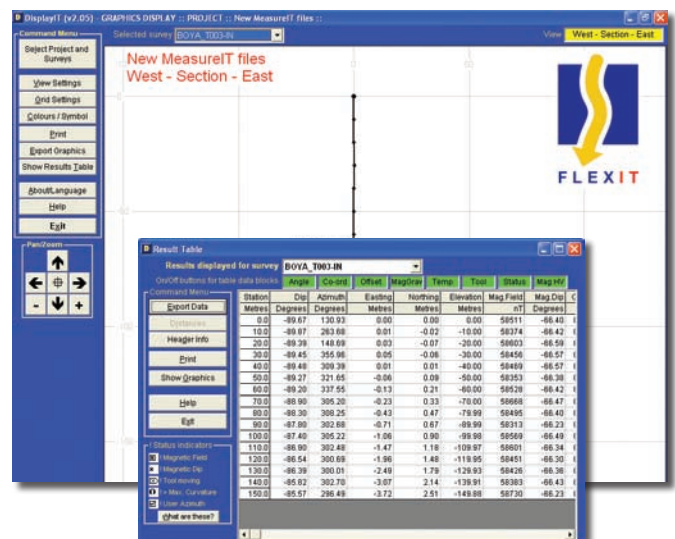 DisplayIT (v2.05) - GRAPHICS DISPLAY :: PROJECT :: New MeasureIT files ::
Command Menu
Selected survey BOYA_T003-IN
View West - Section - East
Select Project and Surveys
View Settings
Grid Settings
Colours / Symbol
Print
Export Graphics
Show Results Table
About/Language
Help
Exit
Pan/Zoom
New MeasureIT files
West - Section - East
FLEXIT
Result Table
Results displayed for survey BOYA_T003-IN
On/Off buttons for table data blocks Angle Co-ord Offset MagGrav Temp Tool Status Mag HV
Command Menu
Export Data
Distances
Header Info
Print
Show Graphics
Help
Exit
Status indicators
! Magnetic Field
Magnetic Dip
! Tool moving
! > Max. Curvature
! User Azimuth
What are these?
Station Dip Azimuth Easting Northing Elevation Mag.Field Mag.Dip
Metres Degrees Degrees Metres Metres Metres nT Degrees
0.0 -89.67 130.93 0.00 0.00 0.00 58511 -66.40
10.0 -89.87 263.68 0.01 -0.02 -10.00 58374 -66.42
20.0 -89.39 148.69 0.03 -0.07 -20.00 58603 -66.59
30.0 -89.45 355.96 0.05 -0.06 -30.00 58456 -66.57
40.0 -89.48 309.39 0.01 0.01 -40.00 58469 -66.57
50.0 -89.27 321.65 -0.06 0.09 -50.00 58353 -66.38
60.0 -89.20 337.55 -0.13 0.21 -60.00 58528 -66.42
70.0 -88.90 305.20 -0.23 0.33 -70.00 58668 -66.47
80.0 -88.30 308.25 -0.43 0.47 -79.99 58495 -66.40
90.0 -87.80 302.68 -0.71 0.67 -89.99 58313 -66.23
100.0 -87.40 305.22 -1.06 0.90 -99.98 58569 -66.49
110.0 -86.90 302.48 -1.47 1.18 -109.97 58601 -66.34
120.0 -86.54 300.69 -1.96 1.48 -119.95 58451 -66.30
130.0 -86.39 300.01 -2.49 1.79 -129.93 58426 -66.36
140.0 -85.82 302.70 -3.07 2.14 -139.91 58383 -66.43
150.0 -85.57 296.49 -3.72 2.51 -149.88 58730 -66.23